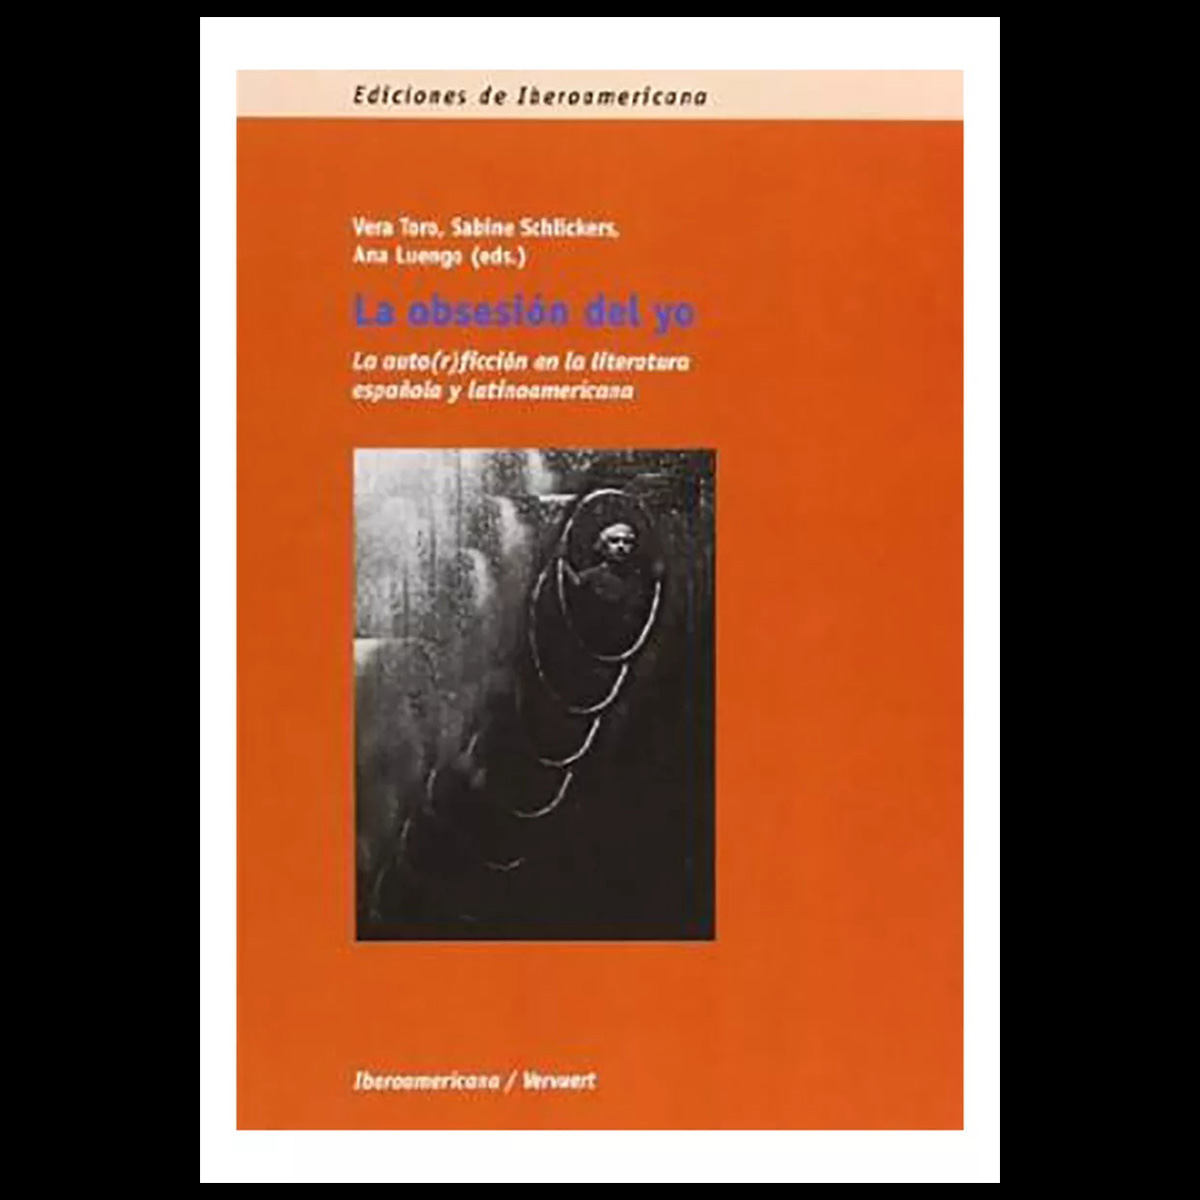 Ediciones de Iberoamericana
Vera Toro, Sabine Schlickers,
Ana Luengo (eds.)
La obsesión del yo
La auto(r)ficción en la literatura
española y latinoamericana
Iberoamericana / Vervuert